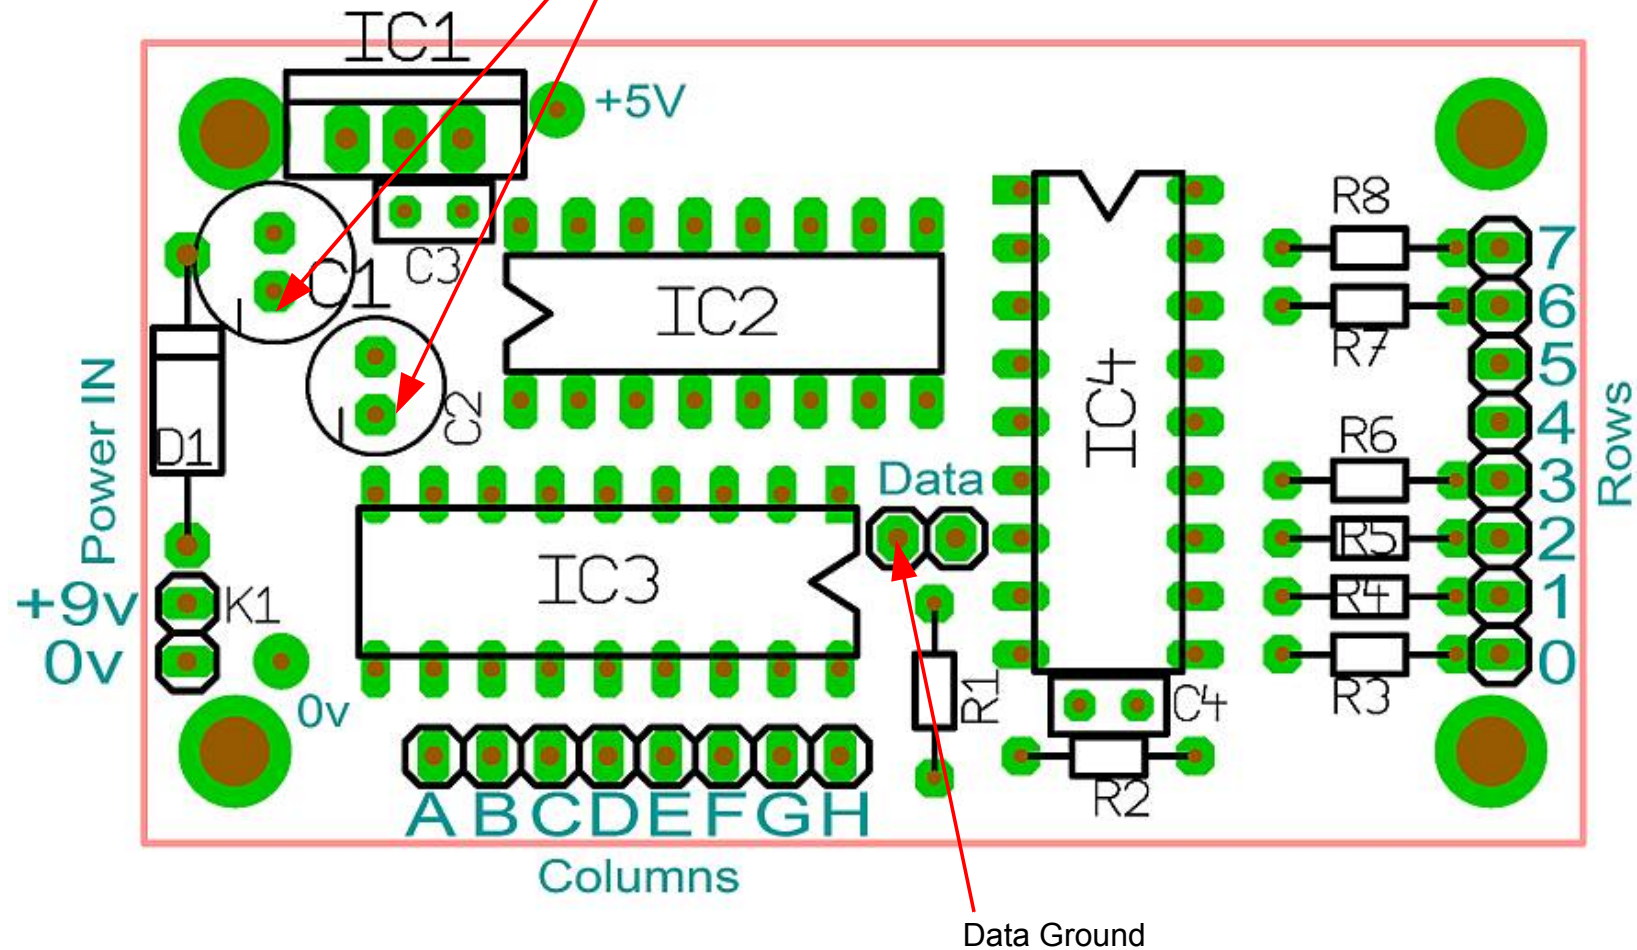 IC1
+5V
R8
7
C3
C1
IC2
6
R7
5
Power IN
C2
IC4
4
Rows
D1
R6
Data
3
R5
2
IC3
+9v
K1
R4
1
0v
0
0v
R1
C4
R3
R2
A B C D E F G H
Columns
Data Ground